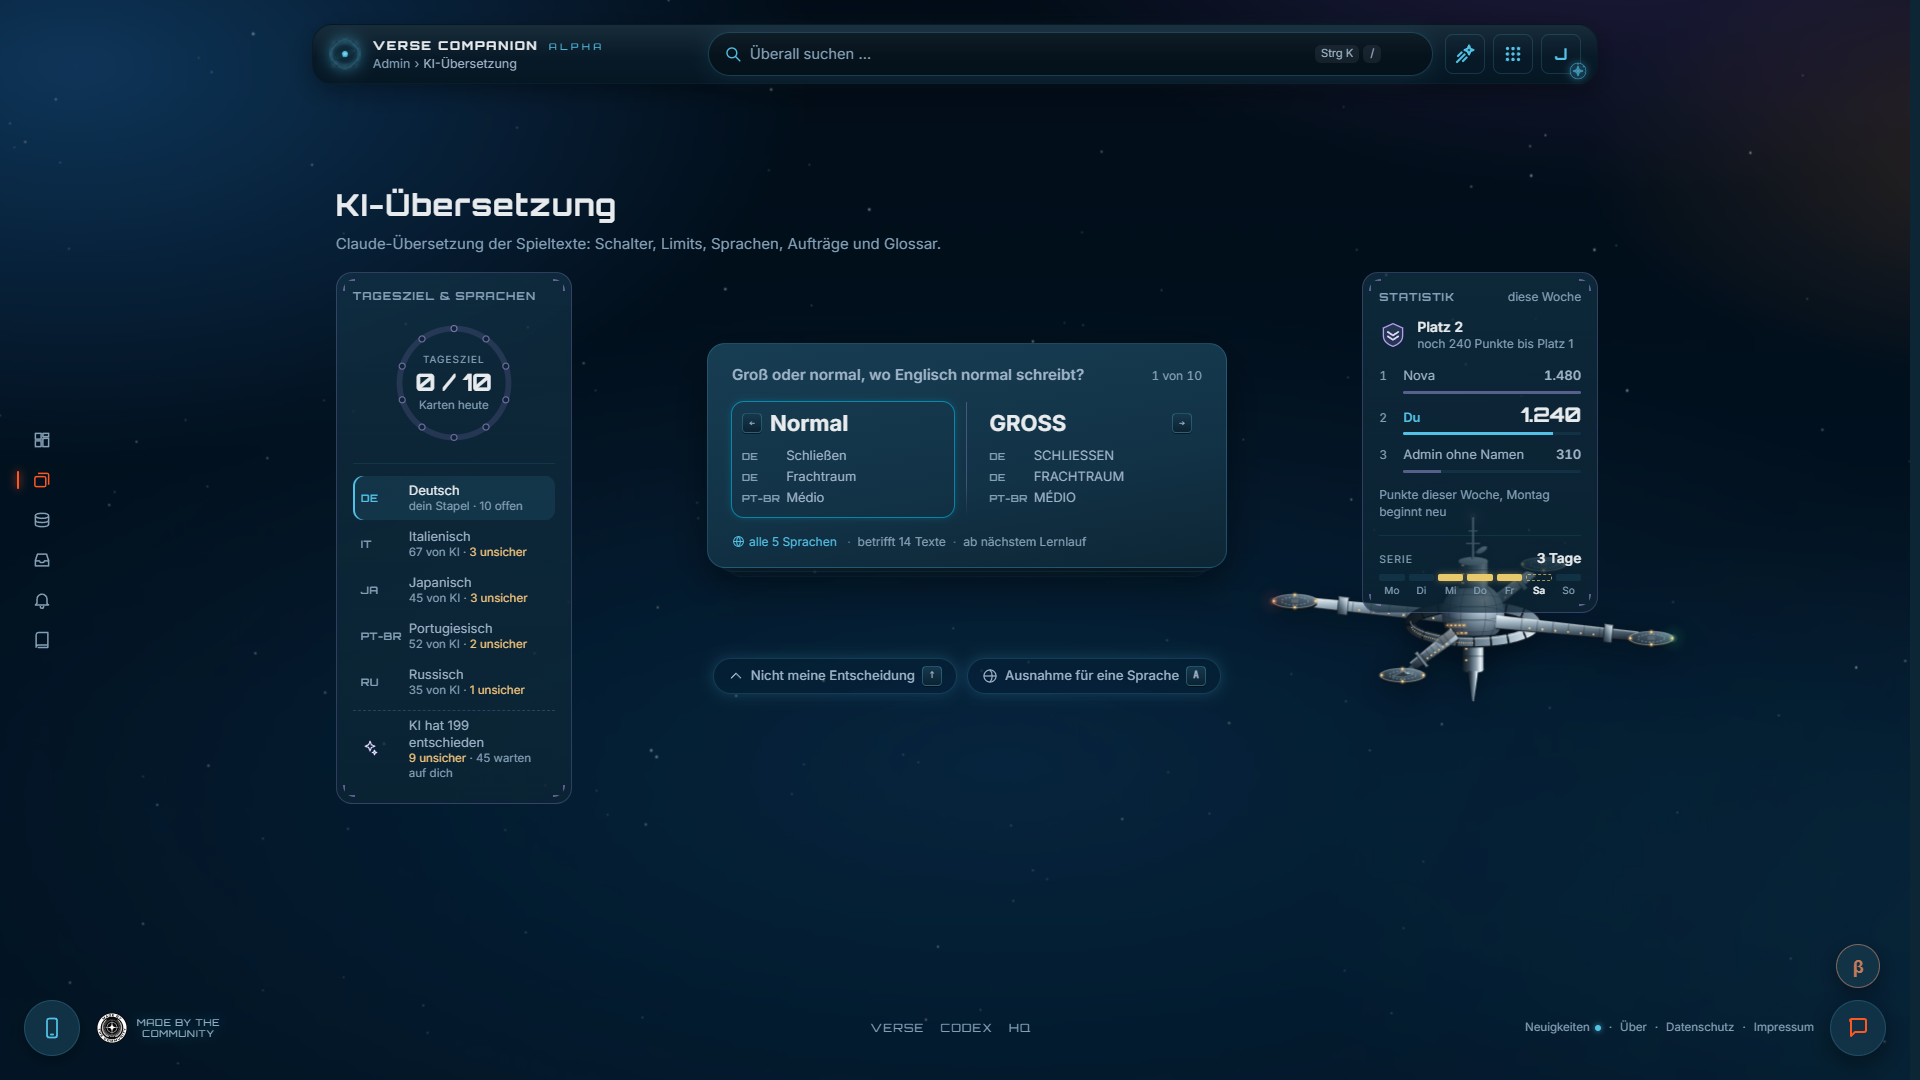 VERSE COMPANION ALPHA
Admin › KI-Übersetzung
Überall suchen ...
Strg K /
J
KI-Übersetzung
Claude-Übersetzung der Spieltexte: Schalter, Limits, Sprachen, Aufträge und Glossar.
TAGESZIEL & SPRACHEN
TAGESZIEL
0 / 10
Karten heute
DE Deutsch
dein Stapel · 10 offen
IT Italienisch
67 von KI · 3 unsicher
JA Japanisch
45 von KI · 3 unsicher
PT-BR Portugiesisch
52 von KI · 2 unsicher
RU Russisch
35 von KI · 1 unsicher
KI hat 199
entschieden
9 unsicher · 45 warten
auf dich
Groß oder normal, wo Englisch normal schreibt?
1 von 10
← Normal
DE Schließen
DE Frachtraum
PT-BR Médio
GROSS →
DE SCHLIESSEN
DE FRACHTRAUM
PT-BR MÉDIO
alle 5 Sprachen · betrifft 14 Texte · ab nächstem Lernlauf
Nicht meine Entscheidung ↑
Ausnahme für eine Sprache A
STATISTIK diese Woche
Platz 2
noch 240 Punkte bis Platz 1
1 Nova 1.480
2 Du 1.240
3 Admin ohne Namen 310
Punkte dieser Woche, Montag
beginnt neu
SERIE 3 Tage
Mo Di Mi Do Fr Sa So
β
MADE BY THE
COMMUNITY
VERSE CODEX HQ
Neuigkeiten · Über · Datenschutz · Impressum